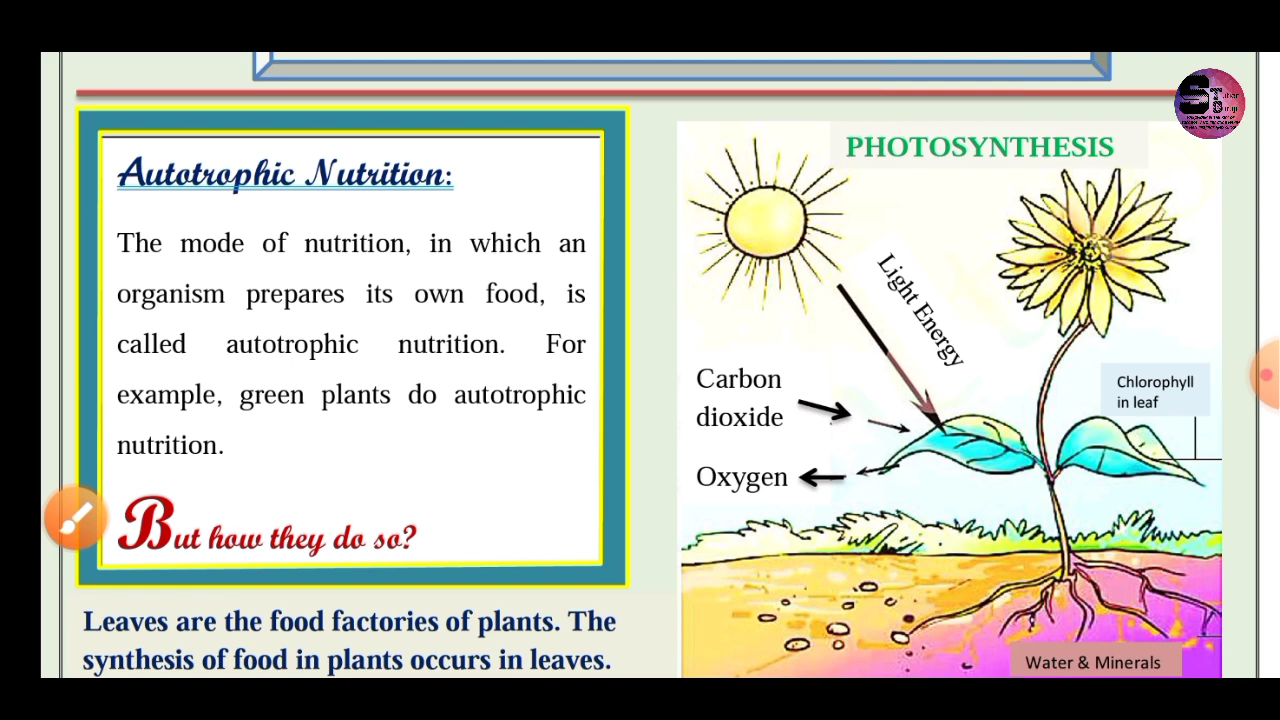 Autotrophic Nutrition:
The mode of nutrition, in which an
organism prepares its own food, is
called autotrophic nutrition. For
example, green plants do autotrophic
nutrition.
But how they do so?
Leaves are the food factories of plants. The
synthesis of food in plants occurs in leaves.
PHOTOSYNTHESIS
Light Energy
Carbon
dioxide
Oxygen
Chlorophyll
in leaf
Water & Minerals